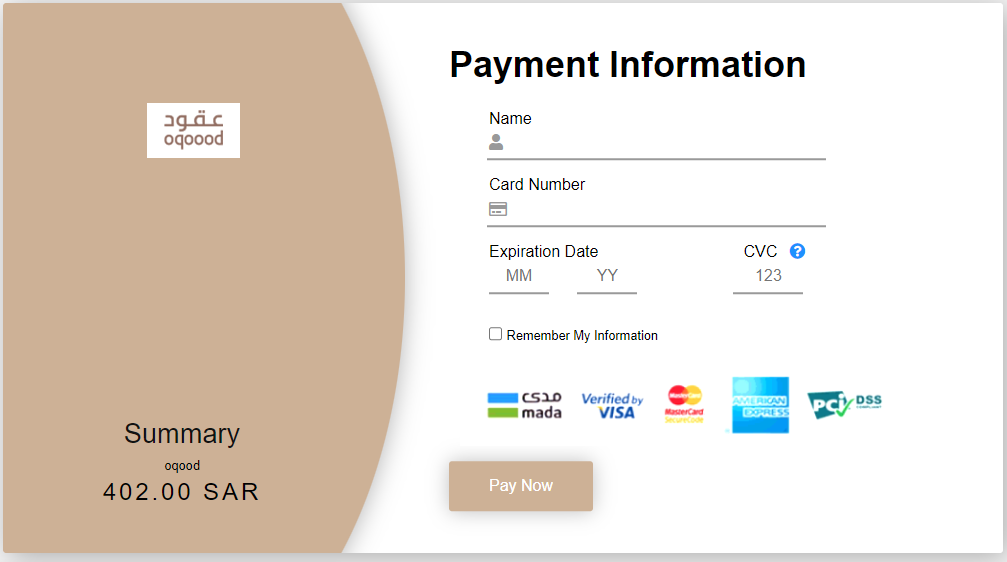 عقود
oqoood
Summary
oqood
402.00 SAR
Payment Information
Name
Card Number
Expiration Date
CVC ?
MM
YY
123
Remember My Information
مدى
mada
Verified by
VISA
MasterCard
SecureCode
AMERICAN
EXPRESS
PCI DSS
COMPLIANT
Pay Now